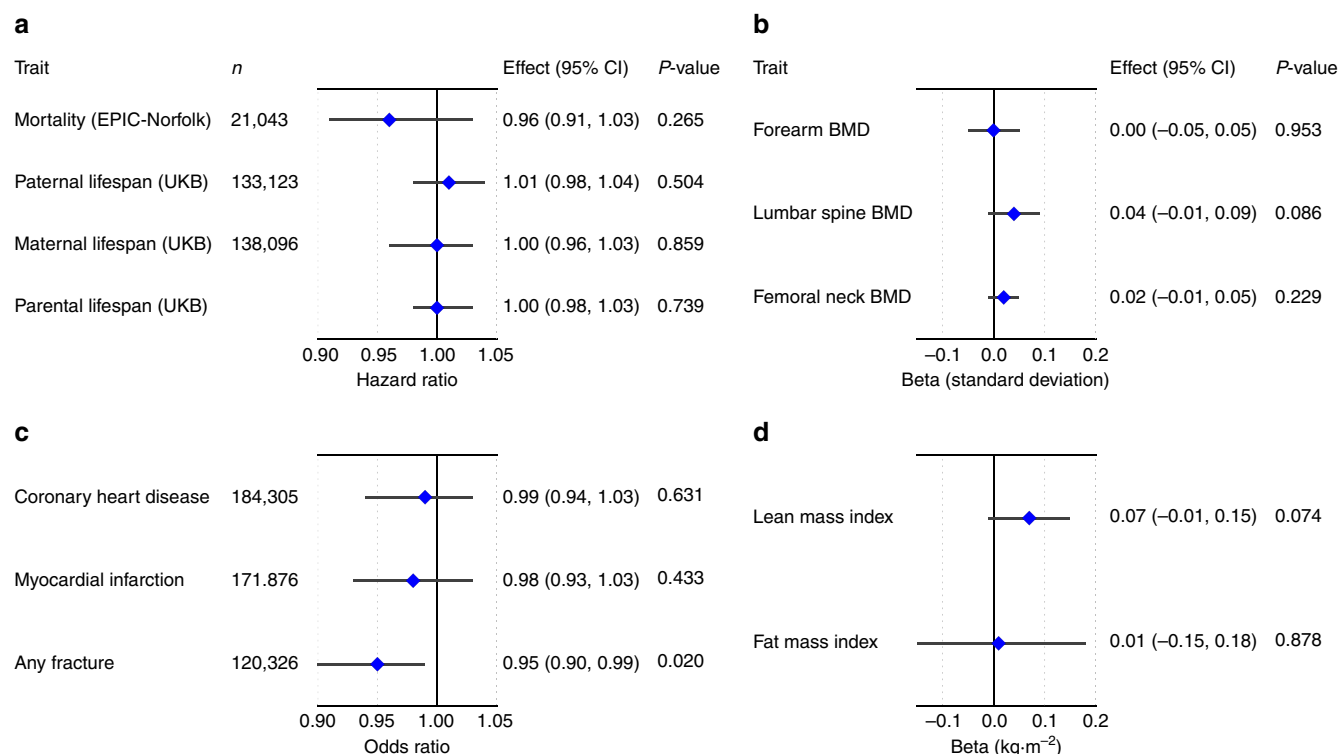 a
Trait n Effect (95% CI) P-value
Mortality (EPIC-Norfolk) 21,043 0.96 (0.91, 1.03) 0.265
Paternal lifespan (UKB) 133,123 1.01 (0.98, 1.04) 0.504
Maternal lifespan (UKB) 138,096 1.00 (0.96, 1.03) 0.859
Parental lifespan (UKB) 1.00 (0.98, 1.03) 0.739
0.90 0.95 1.00 1.05
Hazard ratio
b
Trait Effect (95% CI) P-value
Forearm BMD 0.00 (–0.05, 0.05) 0.953
Lumbar spine BMD 0.04 (–0.01, 0.09) 0.086
Femoral neck BMD 0.02 (–0.01, 0.05) 0.229
–0.1 0.0 0.1 0.2
Beta (standard deviation)
c
Coronary heart disease 184,305 0.99 (0.94, 1.03) 0.631
Myocardial infarction 171.876 0.98 (0.93, 1.03) 0.433
Any fracture 120,326 0.95 (0.90, 0.99) 0.020
0.90 0.95 1.00 1.05
Odds ratio
d
Lean mass index 0.07 (–0.01, 0.15) 0.074
Fat mass index 0.01 (–0.15, 0.18) 0.878
–0.1 0.0 0.1 0.2
Beta (kg·m⁻²)